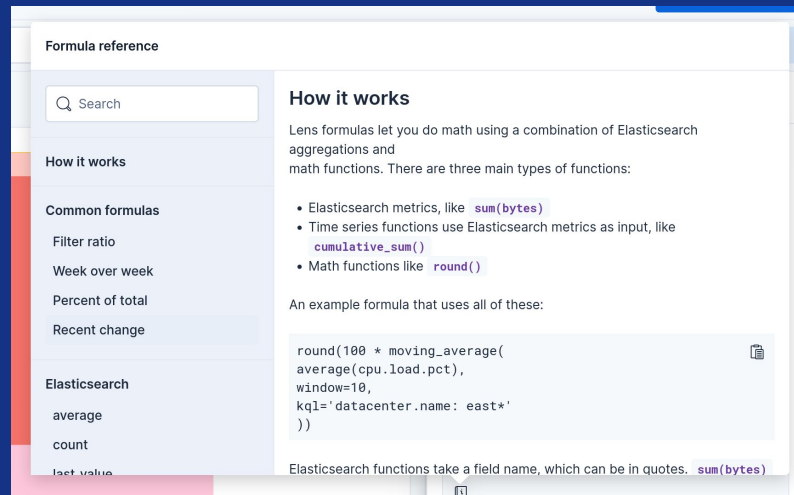 Formula reference
Search
How it works
Common formulas
Filter ratio
Week over week
Percent of total
Recent change
Elasticsearch
average
count
last_value
How it works
Lens formulas let you do math using a combination of Elasticsearch
aggregations and
math functions. There are three main types of functions:
• Elasticsearch metrics, like sum(bytes)
• Time series functions use Elasticsearch metrics as input, like
cumulative_sum()
• Math functions like round()
An example formula that uses all of these:
round(100 * moving_average(
average(cpu.load.pct),
window=10,
kql='datacenter.name: east*'
))
Elasticsearch functions take a field name, which can be in quotes. sum(bytes)